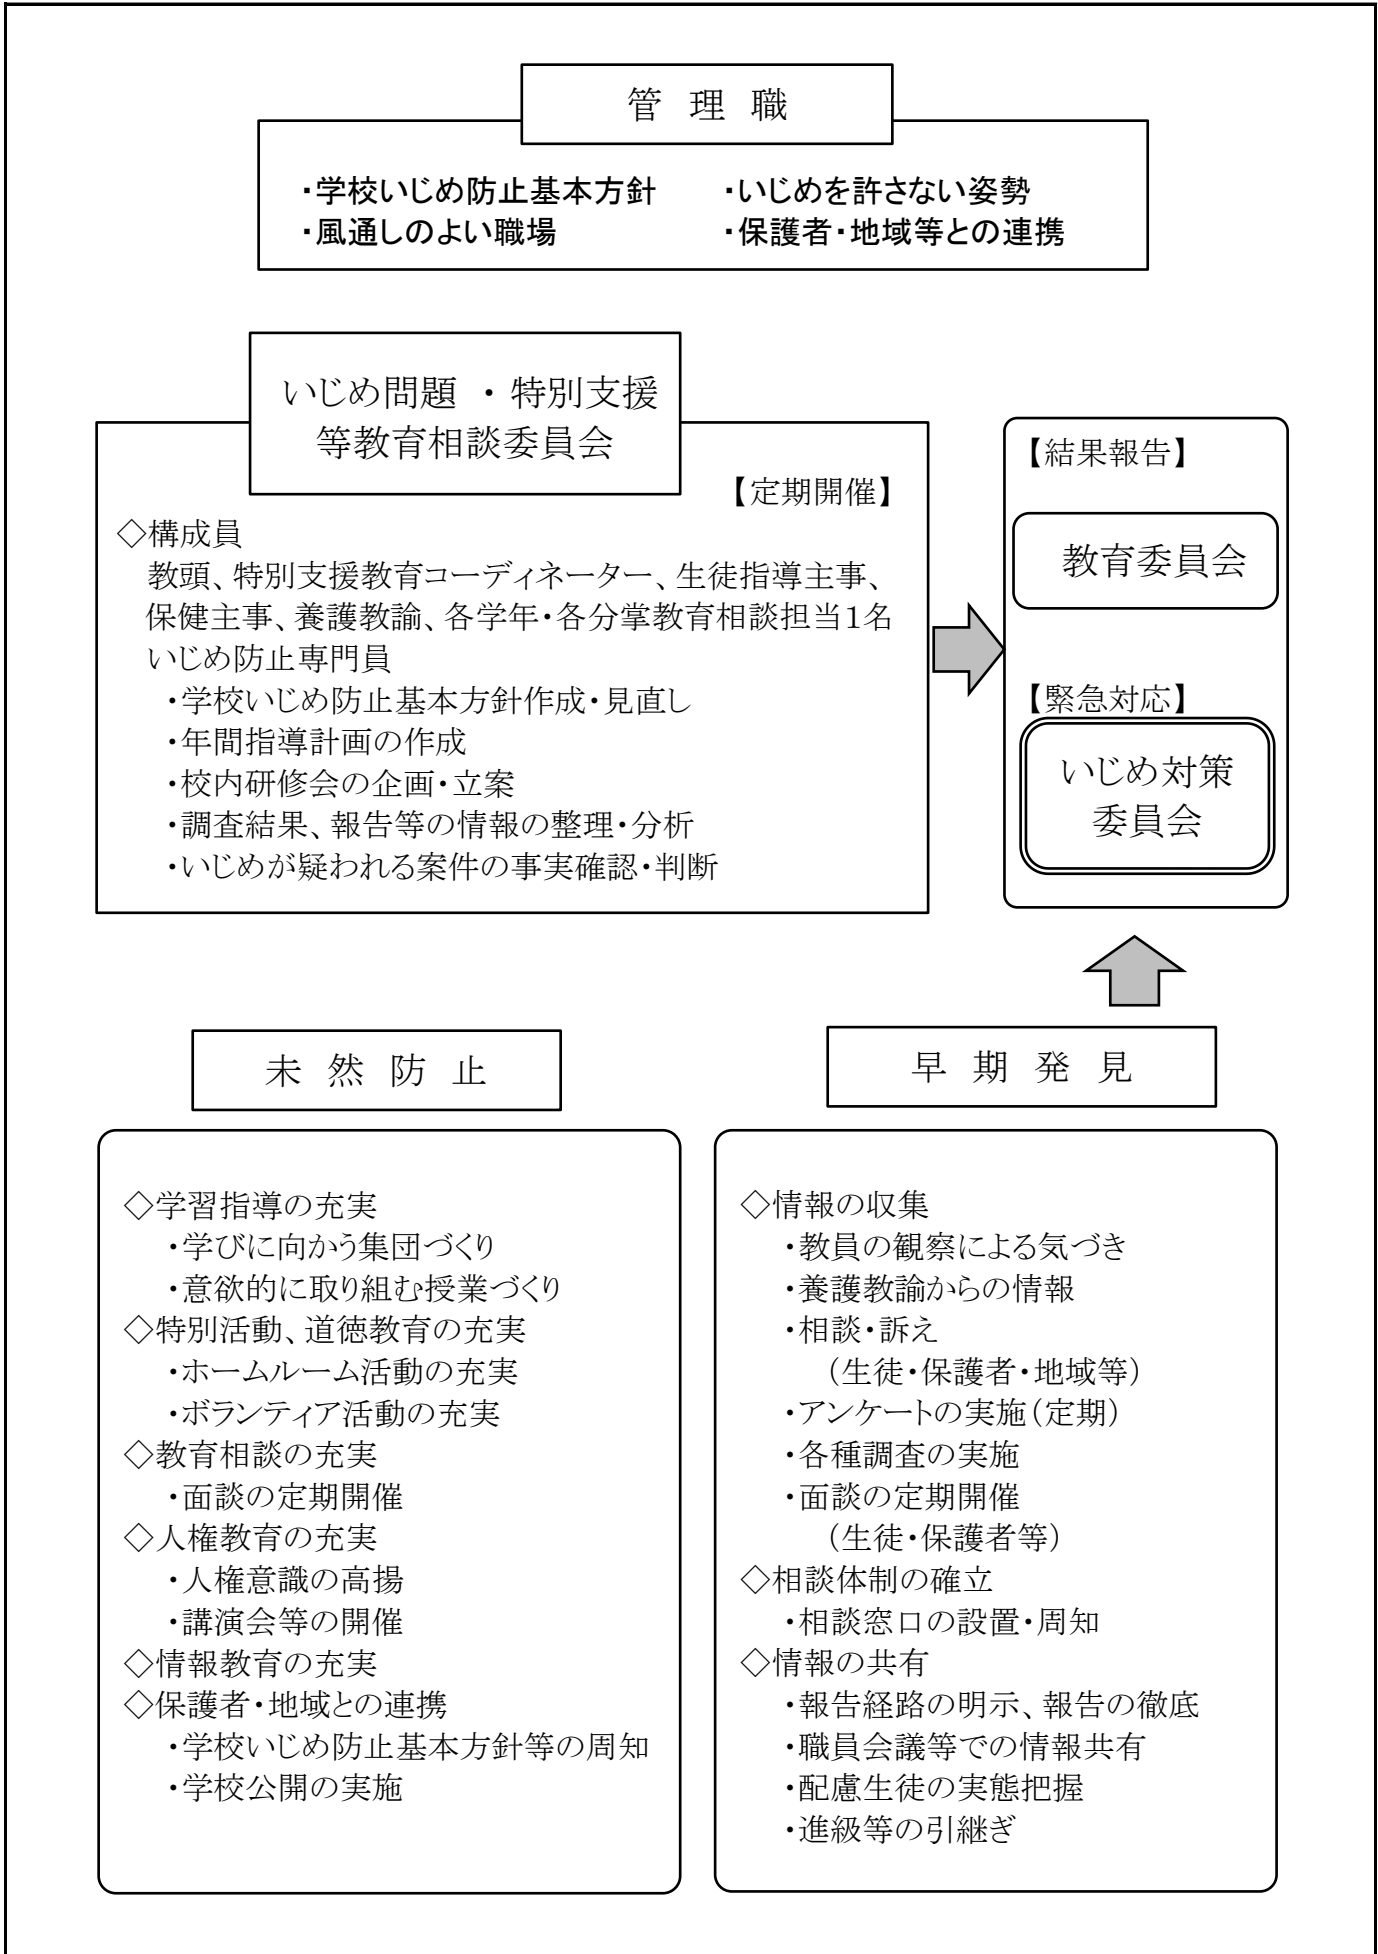 管 理 職
・学校いじめ防止基本方針　・いじめを許さない姿勢
・風通しのよい職場　・保護者・地域等との連携
いじめ問題 ・ 特別支援
等教育相談委員会
【定期開催】
◇構成員
教頭、特別支援教育コーディネーター、生徒指導主事、
保健主事、養護教諭、各学年・各分掌教育相談担当１名
いじめ防止専門員
・学校いじめ防止基本方針作成・見直し
・年間指導計画の作成
・校内研修会の企画・立案
・調査結果、報告等の情報の整理・分析
・いじめが疑われる案件の事実確認・判断
【結果報告】
教育委員会
【緊急対応】
いじめ対策
委員会
未 然 防 止
◇学習指導の充実
・学びに向かう集団づくり
・意欲的に取り組む授業づくり
◇特別活動、道徳教育の充実
・ホームルーム活動の充実
・ボランティア活動の充実
◇教育相談の充実
・面談の定期開催
◇人権教育の充実
・人権意識の高揚
・講演会等の開催
◇情報教育の充実
◇保護者・地域との連携
・学校いじめ防止基本方針等の周知
・学校公開の実施
早 期 発 見
◇情報の収集
・教員の観察による気づき
・養護教諭からの情報
・相談・訴え
（生徒・保護者・地域等）
・アンケートの実施（定期）
・各種調査の実施
・面談の定期開催
（生徒・保護者等）
◇相談体制の確立
・相談窓口の設置・周知
◇情報の共有
・報告経路の明示、報告の徹底
・職員会議等での情報共有
・配慮生徒の実態把握
・進級等の引継ぎ